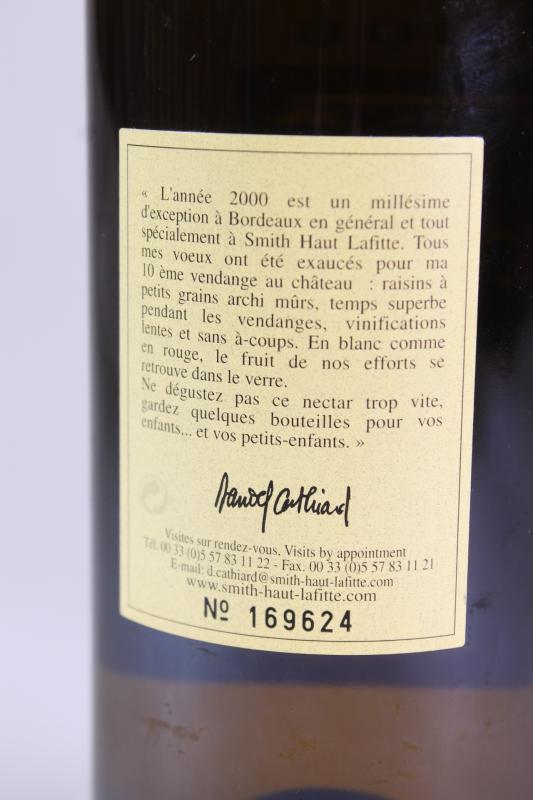 « L'année 2000 est un millésime
d'exception à Bordeaux en général et tout
spécialement à Smith Haut Lafitte. Tous
mes voeux ont été exaucés pour ma
10 ème vendange au château : raisins à
petits grains archi mûrs, temps superbe
pendant les vendanges, vinifications
lentes et sans à-coups. En blanc comme
en rouge, le fruit de nos efforts se
retrouve dans le verre.
Ne dégustez pas ce nectar trop vite,
gardez quelques bouteilles pour vos
enfants... et vos petits-enfants. »
Daniel Cathiard
Visites sur rendez-vous, Visits by appointment
Tél. 00 33 (0)5 57 83 11 22 - Fax. 00 33 (0)5 57 83 11 21
E-mail: d.cathiard@smith-haut-lafitte.com
www.smith-haut-lafitte.com
Nº 169624